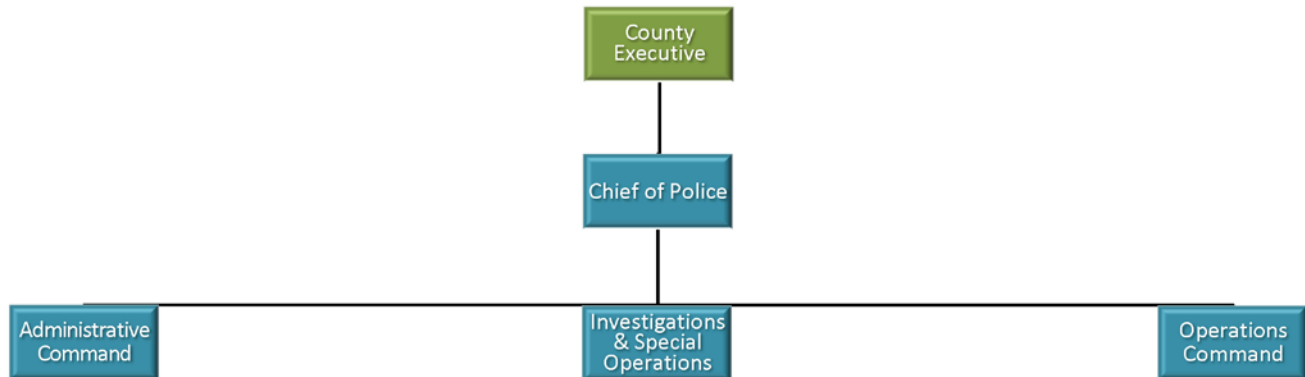 County
Executive
Chief of Police
Administrative
Command
Investigations
& Special
Operations
Operations
Command